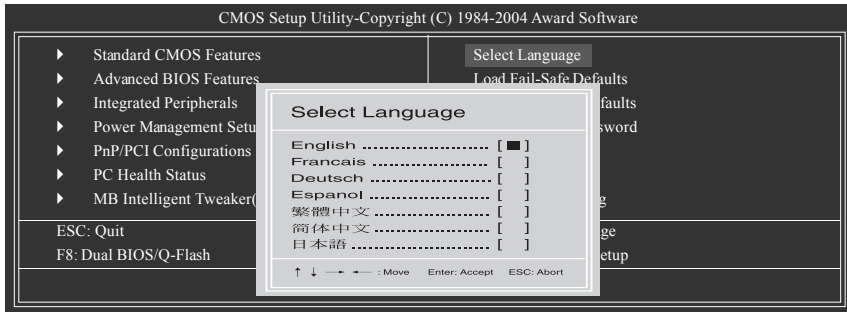 CMOS Setup Utility-Copyright (C) 1984-2004 Award Software
Standard CMOS Features
Advanced BIOS Features
Integrated Peripherals
Power Management Setu
PnP/PCI Configurations
PC Health Status
MB Intelligent Tweaker(
Select Language
Load Fail-Safe Defaults
faults
sword
g
ESC: Quit
F8: Dual BIOS/Q-Flash
ge
etup
Select Language
English ...................... [■]
Francais ..................... [ ]
Deutsch ...................... [ ]
Espanol ...................... [ ]
繁體中文 ...................... [ ]
简体中文 ...................... [ ]
日本語 ........................ [ ]
↑ ↓ → ← : Move Enter: Accept ESC: Abort